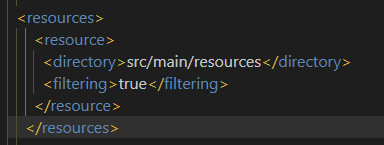 <resources>
<resource>
<directory>src/main/resources</directory>
<filtering>true</filtering>
</resource>
</resources>